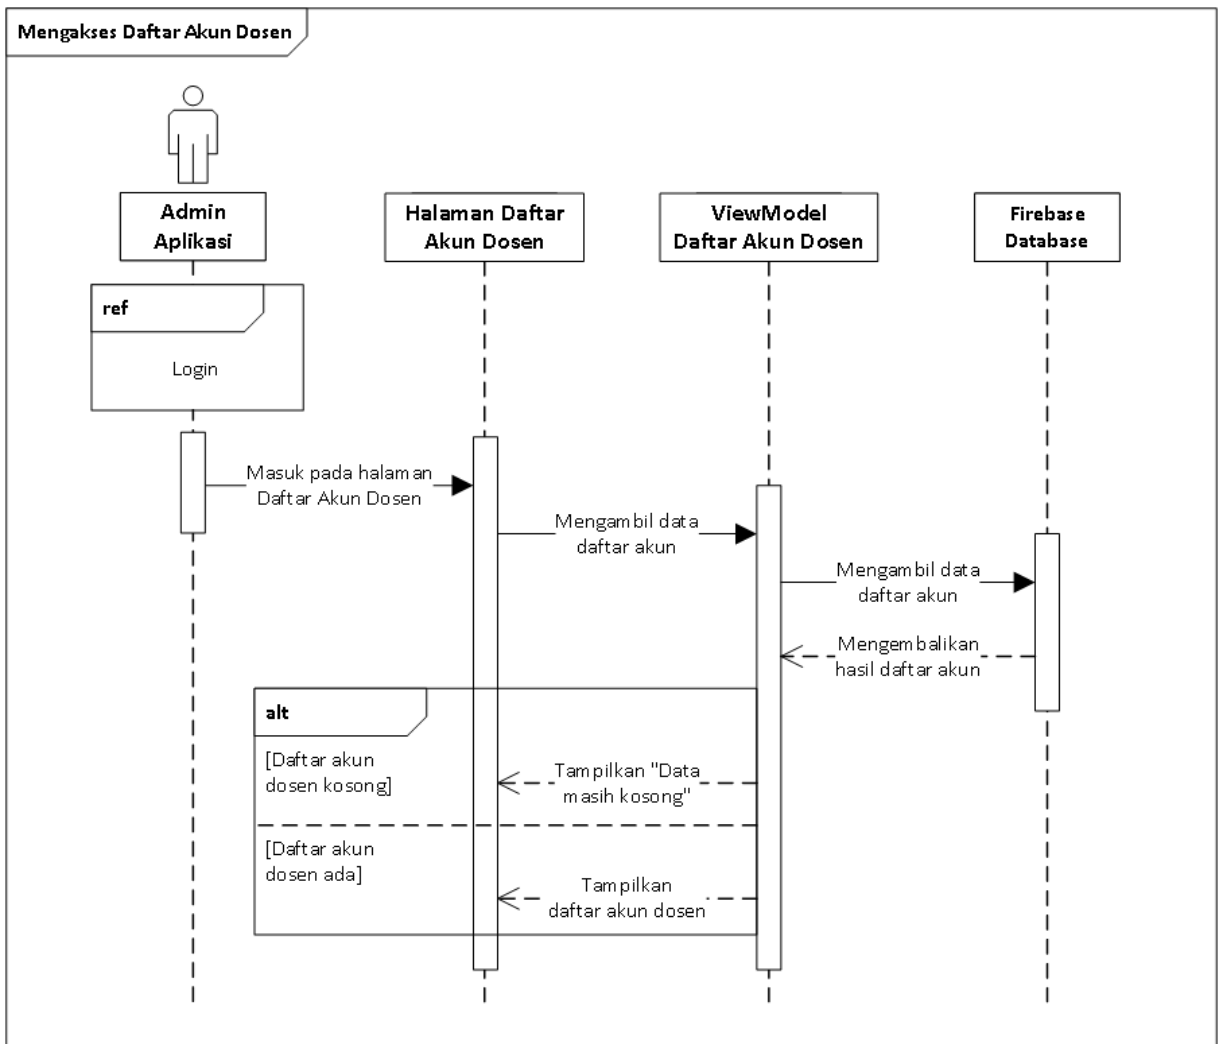 Mengakses Daftar Akun Dosen
Admin
Aplikasi
Halaman Daftar
Akun Dosen
ViewModel
Daftar Akun Dosen
Firebase
Database
ref
Login
Masuk pada halaman
Daftar Akun Dosen
Mengambil data
daftar akun
Mengambil data
daftar akun
Mengembalikan
hasil daftar akun
alt
[Daftar akun
dosen kosong]
Tampilkan "Data
masih kosong"
[Daftar akun
dosen ada]
Tampilkan
daftar akun dosen